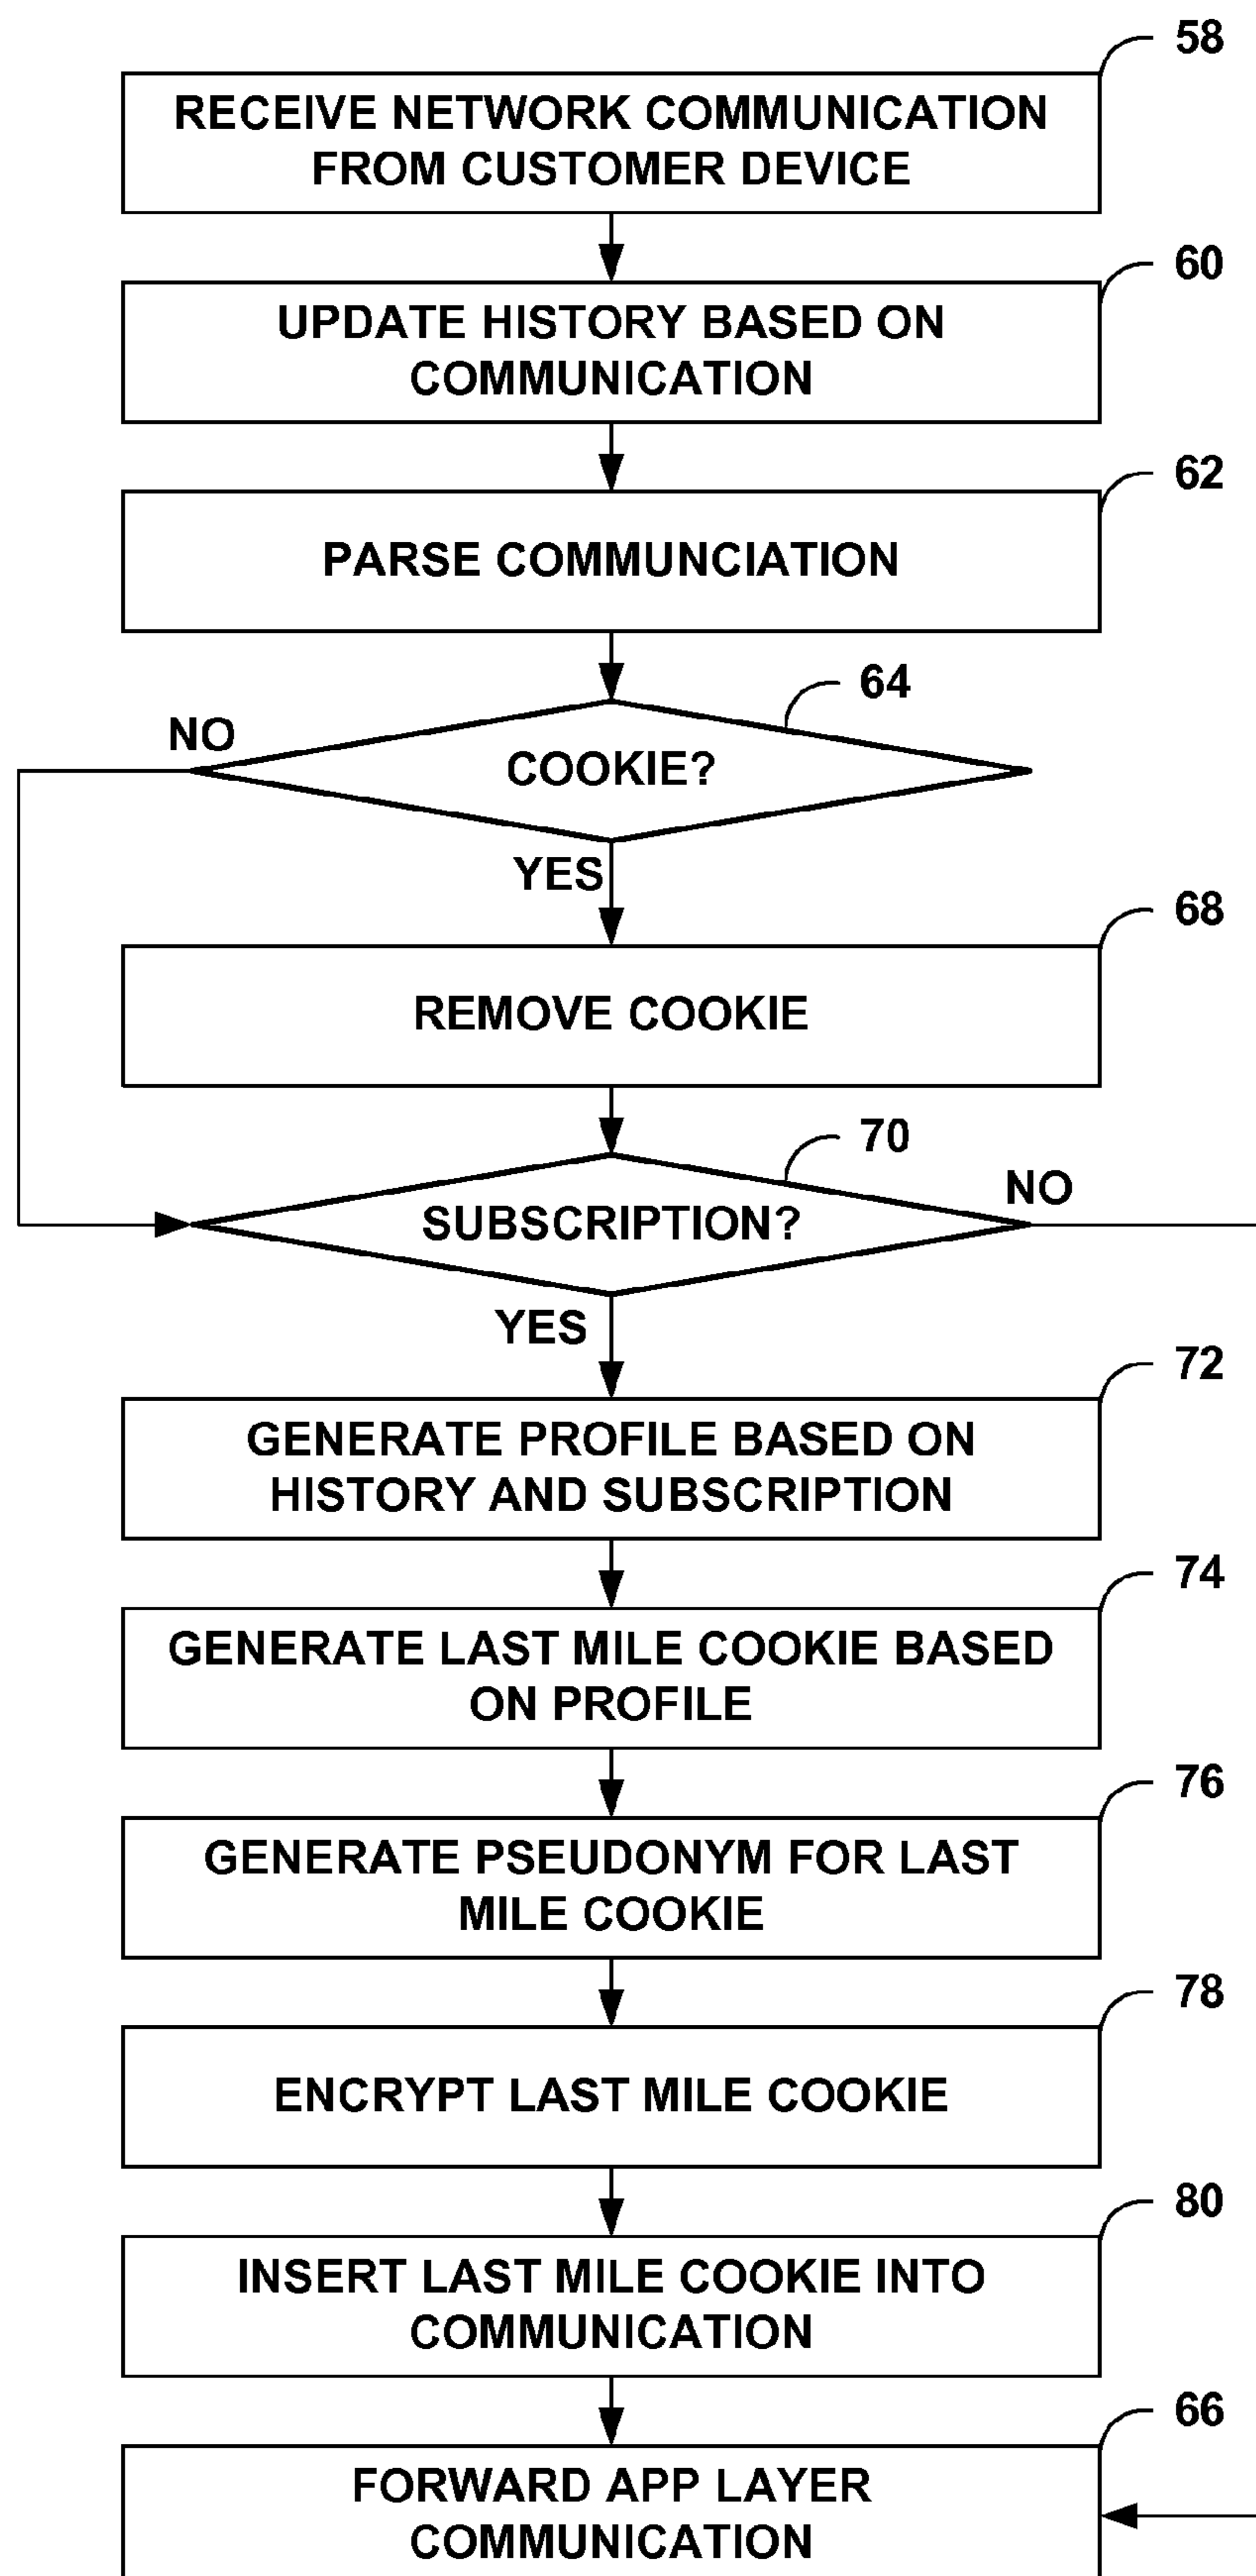 58
RECEIVE NETWORK COMMUNICATION
FROM CUSTOMER DEVICE
60
UPDATE HISTORY BASED ON
COMMUNICATION
62
PARSE COMMUNCIATION
64
NO
COOKIE?
YES
68
REMOVE COOKIE
70
NO
SUBSCRIPTION?
YES
72
GENERATE PROFILE BASED ON
HISTORY AND SUBSCRIPTION
74
GENERATE LAST MILE COOKIE BASED
ON PROFILE
76
GENERATE PSEUDONYM FOR LAST
MILE COOKIE
78
ENCRYPT LAST MILE COOKIE
80
INSERT LAST MILE COOKIE INTO
COMMUNICATION
66
FORWARD APP LAYER
COMMUNICATION